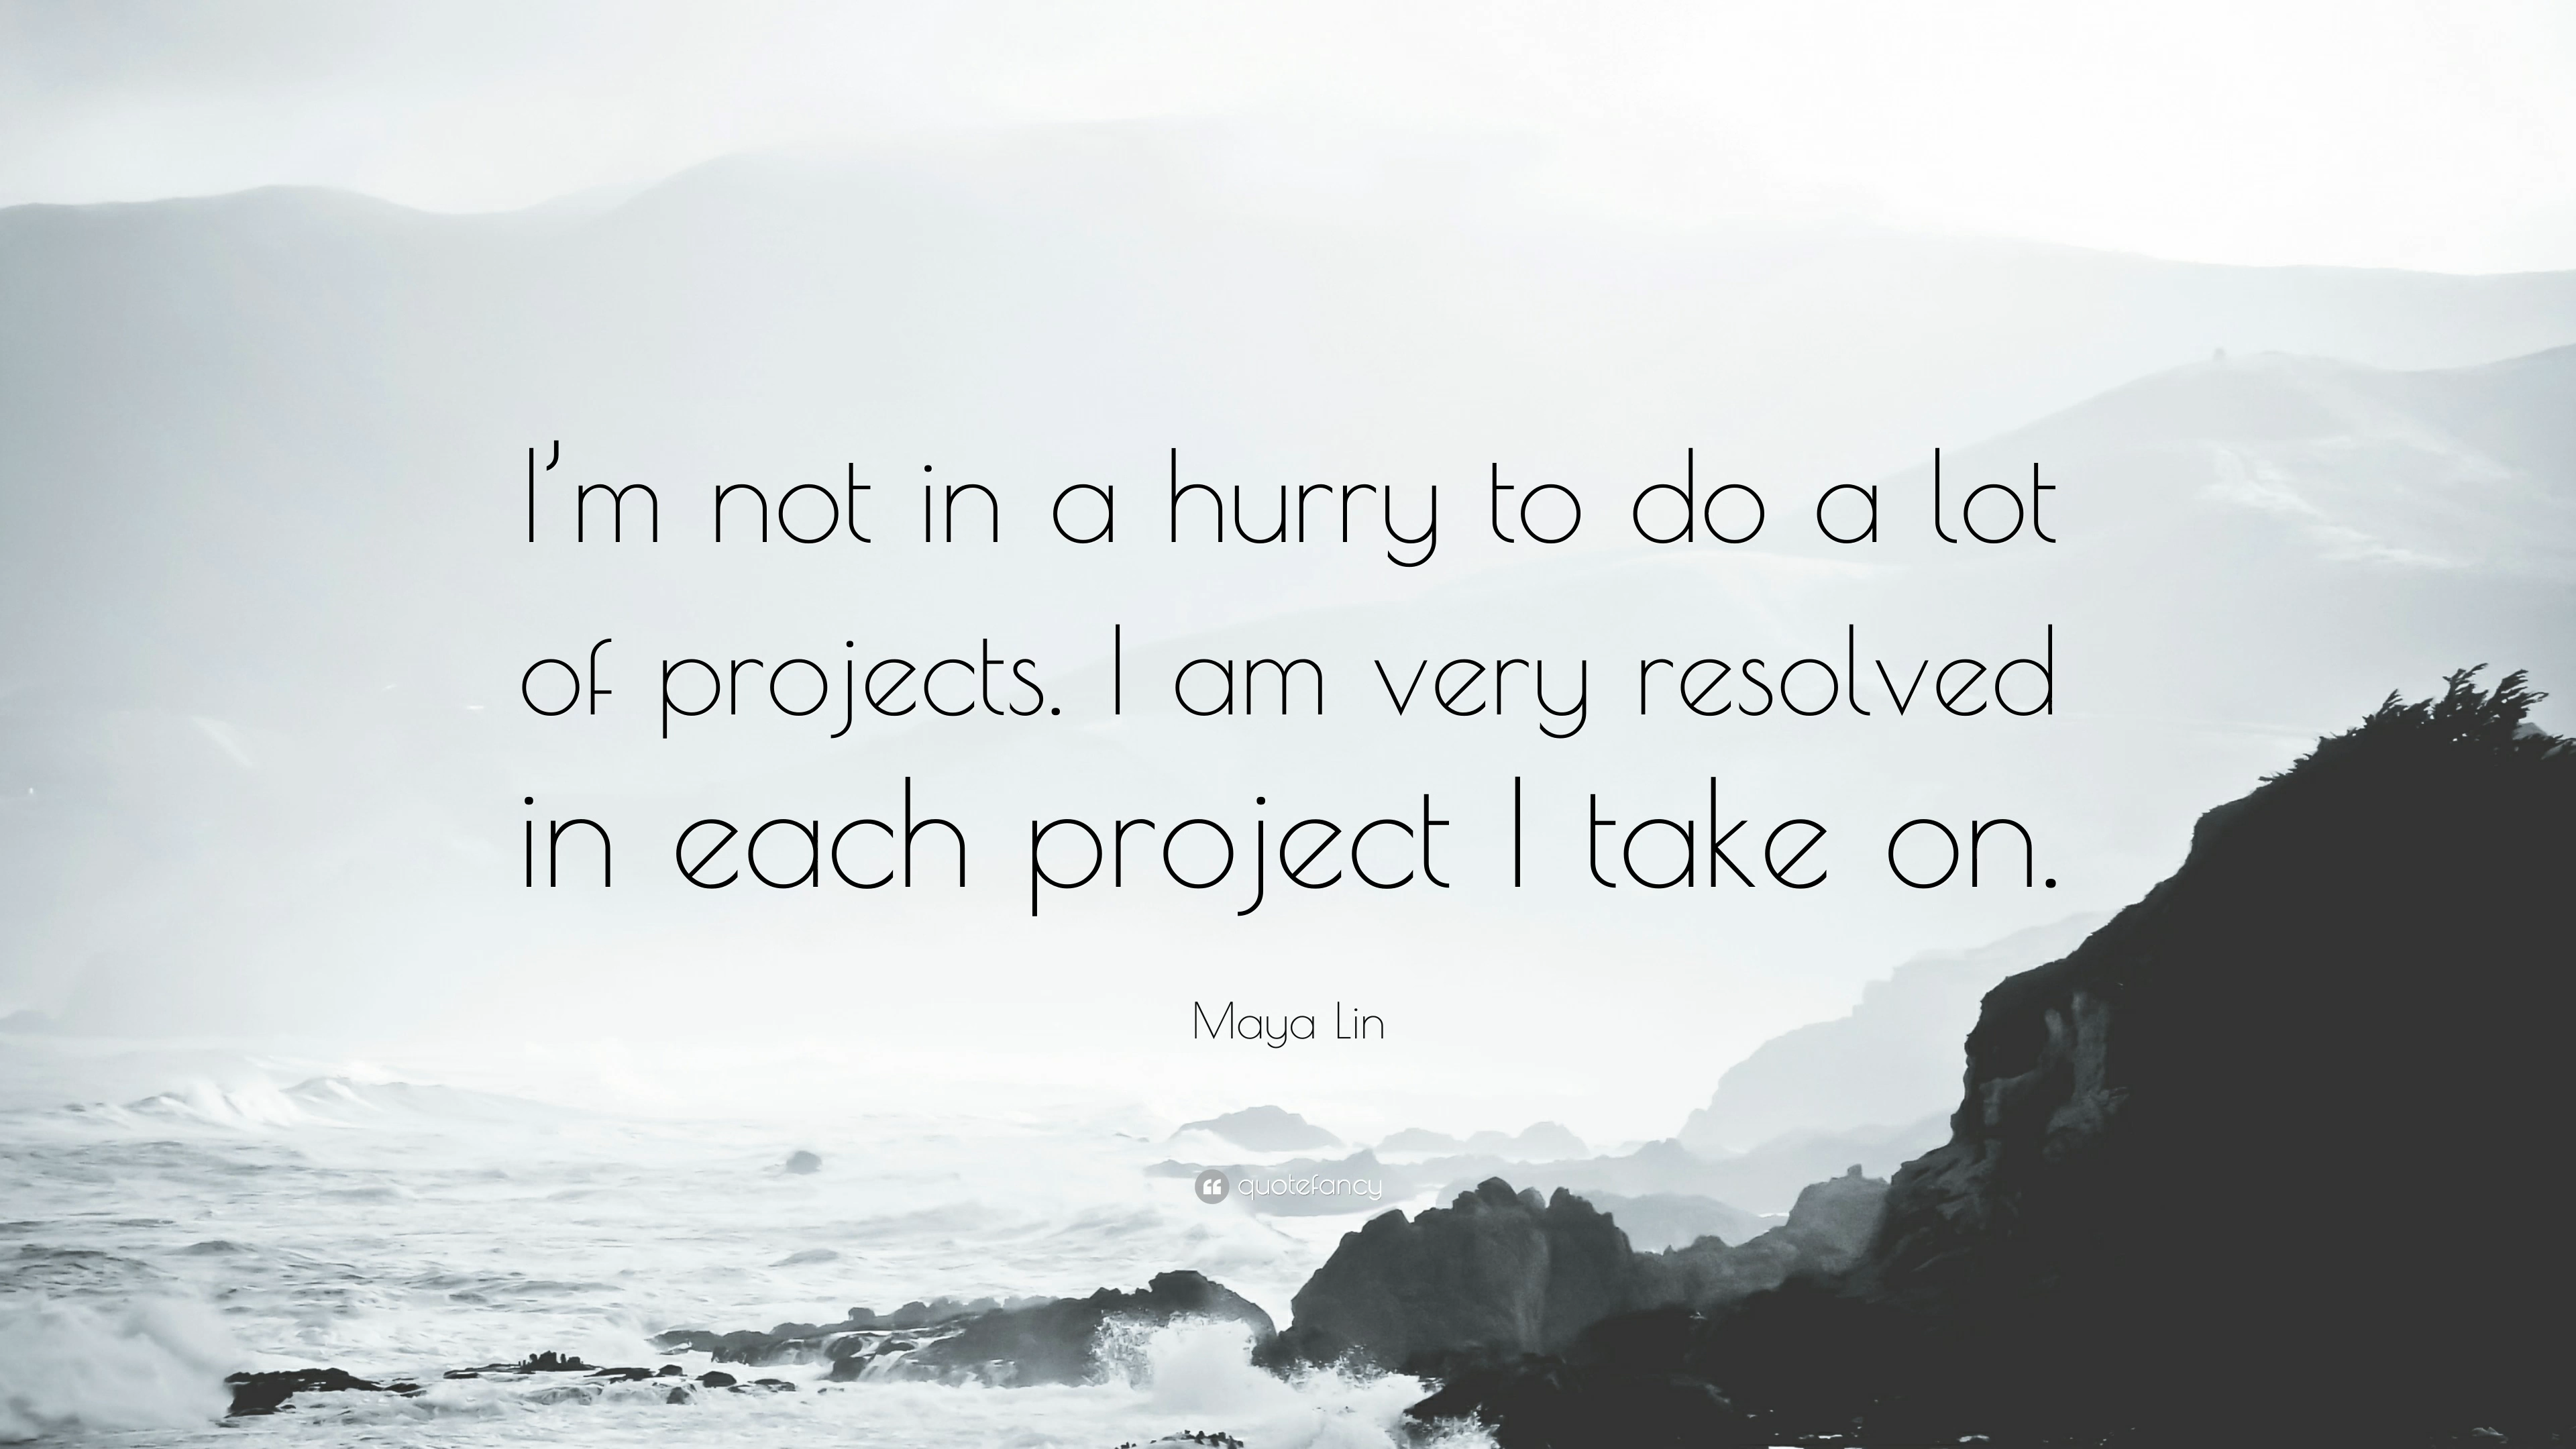 I’m not in a hurry to do a lot
of projects. I am very resolved
in each project I take on.
Maya Lin
quotefancy